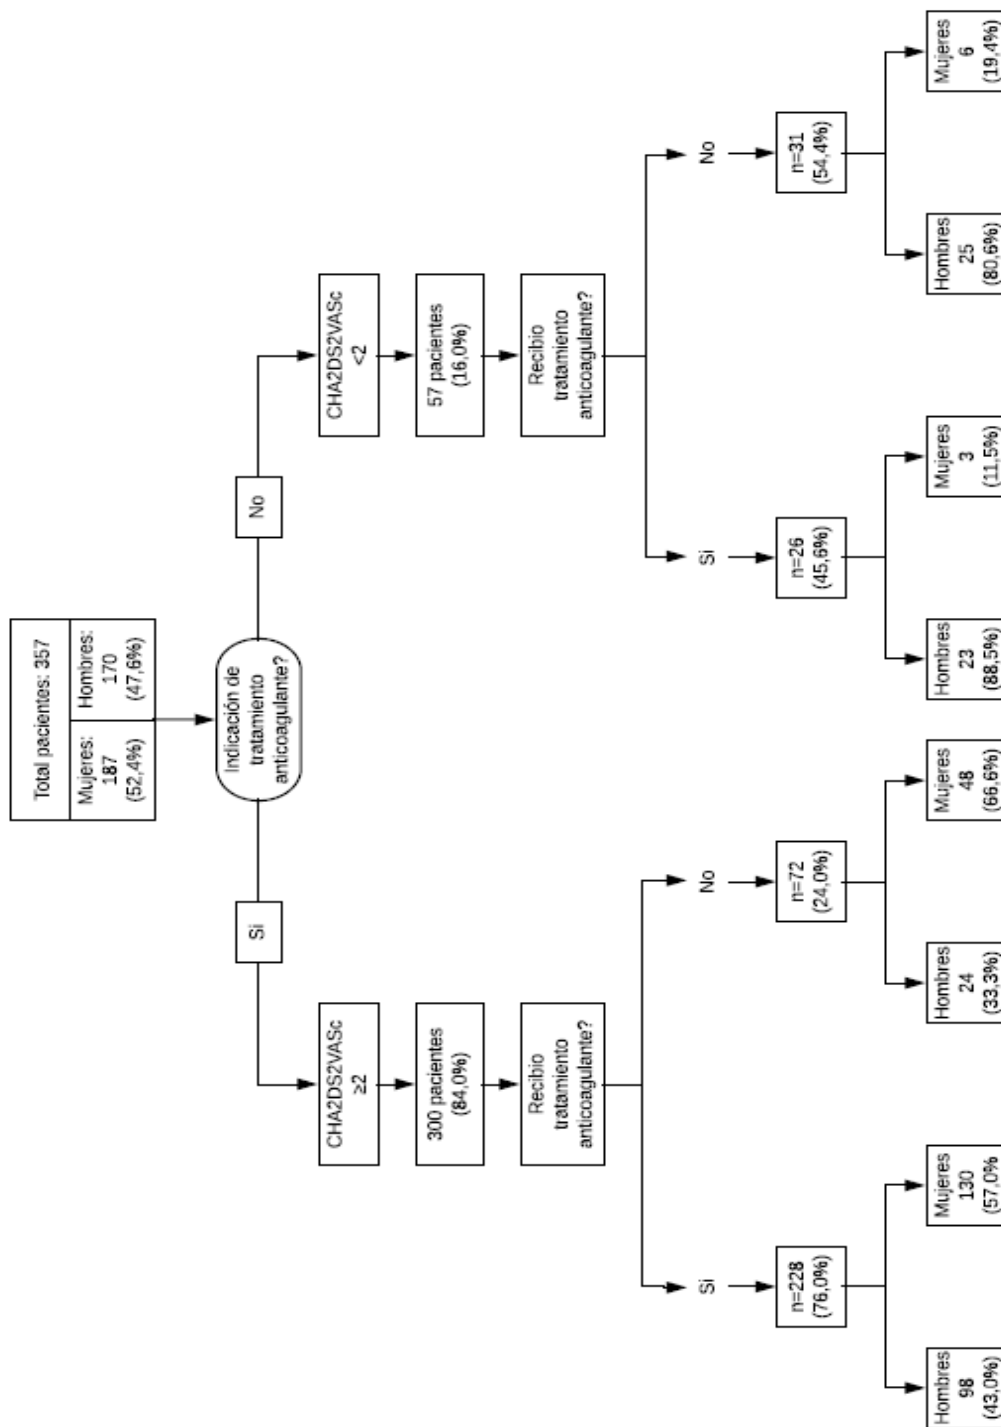 Total pacientes: 357
Mujeres:
187
(52,4%)
Hombres:
170
(47,6%)
Indicación de
tratamiento
anticoagulante?
Si
No
CHA2DS2VASc
≥2
300 pacientes
(84,0%)
Recibio
tratamiento
anticoagulante?
CHA2DS2VASc
<2
57 pacientes
(16,0%)
Recibio
tratamiento
anticoagulante?
Si
No
Si
No
n=228
(76,0%)
n=72
(24,0%)
n=26
(45,6%)
n=31
(54,4%)
Hombres
98
(43,0%)
Mujeres
130
(57,0%
Hombres
24
(33,3%)
Mujeres
48
(66,6%)
Hombres
23
(88,5%)
Mujeres
3
(11,5%)
Hombres
25
(80,6%)
Mujeres
6
(19,4%)